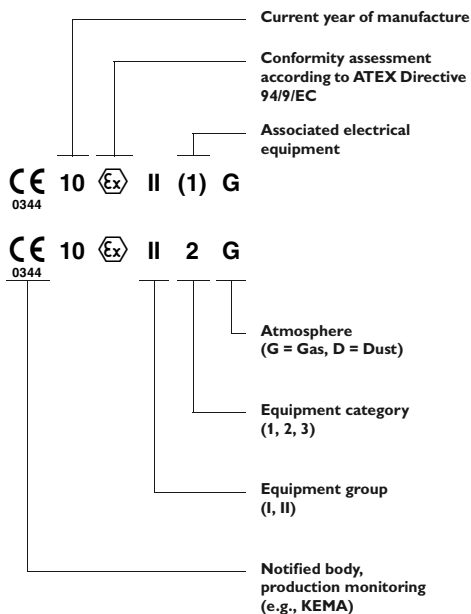 Current year of manufacture
Conformity assessment
according to ATEX Directive
94/9/EC
Associated electrical
equipment
CE 10 Ex II (1) G
0344
CE 10 Ex II 2 G
0344
Atmosphere
(G = Gas, D = Dust)
Equipment category
(1, 2, 3)
Equipment group
(I, II)
Notified body,
production monitoring
(e.g., KEMA)